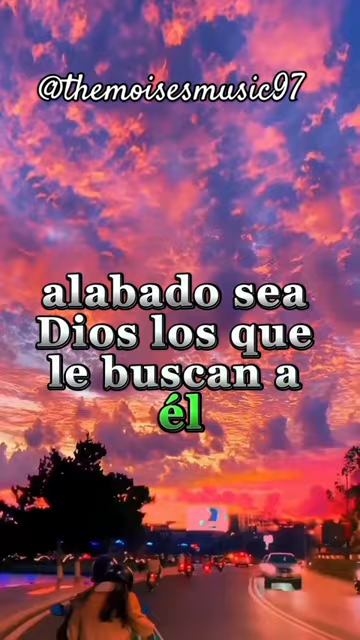 @themoisesmusic97
alabado sea
Dios los que
le buscan a
él